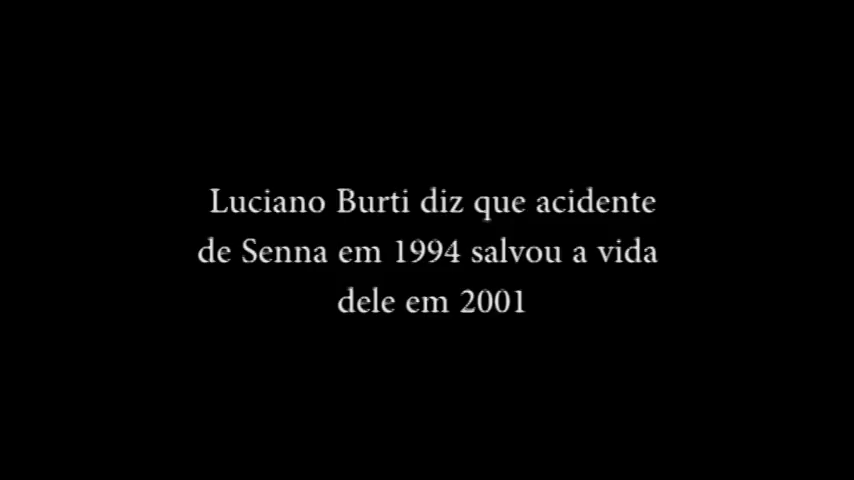 Luciano Burti diz que acidente
de Senna em 1994 salvou a vida
dele em 2001